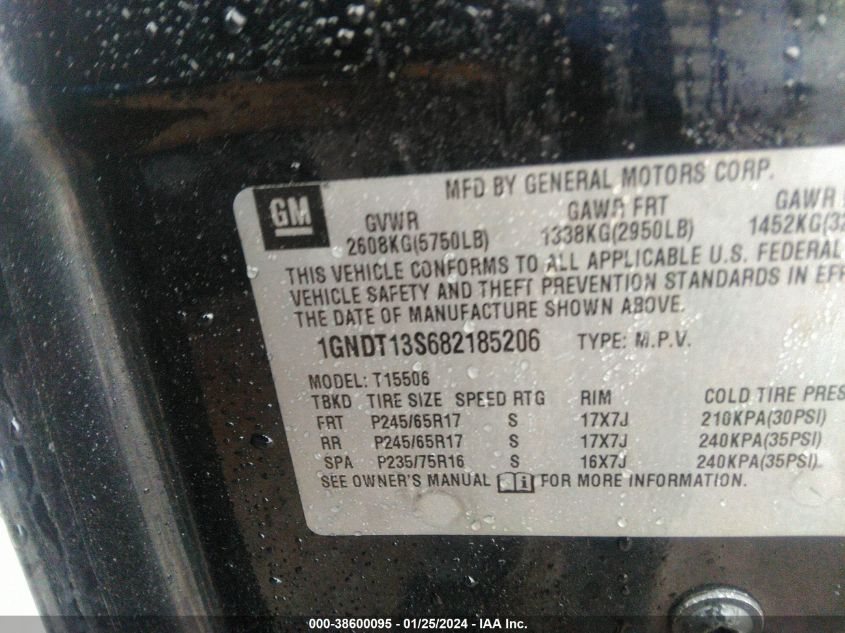 MFD BY GENERAL MOTORS CORP.
GM
GVWR GAWR FRT GAWR
2608KG(5750LB) 1338KG(2950LB) 1452KG(32
THIS VEHICLE CONFORMS TO ALL APPLICABLE U.S. FEDERAL
VEHICLE SAFETY AND THEFT PREVENTION STANDARDS IN EFF
THE DATE OF MANUFACTURE SHOWN ABOVE.
1GNDT13S682185206 TYPE: M.P.V.
MODEL: T15506
TBKD TIRE SIZE SPEED RTG RIM COLD TIRE PRES
FRT P245/65R17 S 17X7J 210KPA(30PSI)
RR P245/65R17 S 17X7J 240KPA(35PSI)
SPA P235/75R16 S 16X7J 240KPA(35PSI)
SEE OWNER'S MANUAL i FOR MORE INFORMATION.
000-38600095 - 01/25/2024 - IAA Inc.